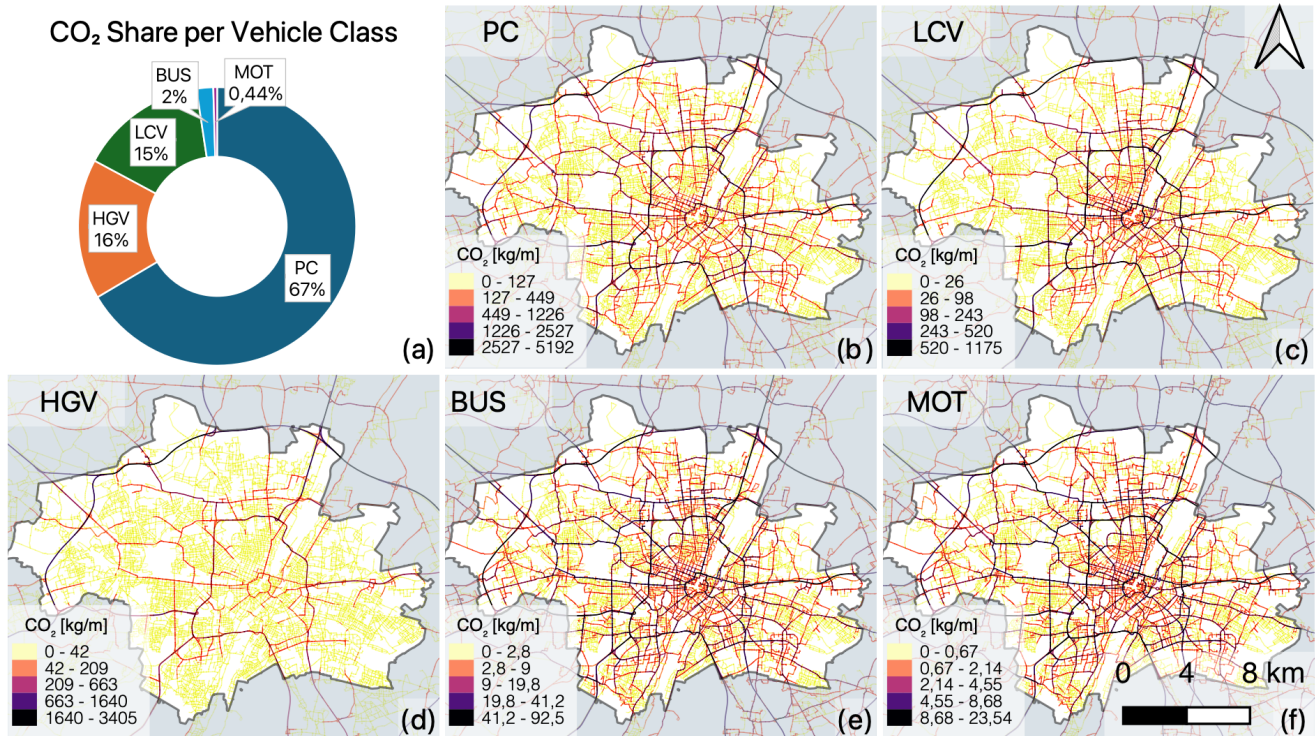 CO₂ Share per Vehicle Class
BUS
2%
MOT
0,44%
LCV
15%
HGV
16%
PC
67%
(a)
PC
CO₂ [kg/m]
0 - 127
127 - 449
449 - 1226
1226 - 2527
2527 - 5192
(b)
LCV
CO₂ [kg/m]
0 - 26
26 - 98
98 - 243
243 - 520
520 - 1175
(c)
HGV
CO₂ [kg/m]
0 - 42
42 - 209
209 - 663
663 - 1640
1640 - 3405
(d)
BUS
CO₂ [kg/m]
0 - 2,8
2,8 - 9
9 - 19,8
19,8 - 41,2
41,2 - 92,5
(e)
MOT
CO₂ [kg/m]
0 - 0,67
0,67 - 2,14
2,14 - 4,55
4,55 - 8,68
8,68 - 23,54
0 4 8 km
(f)